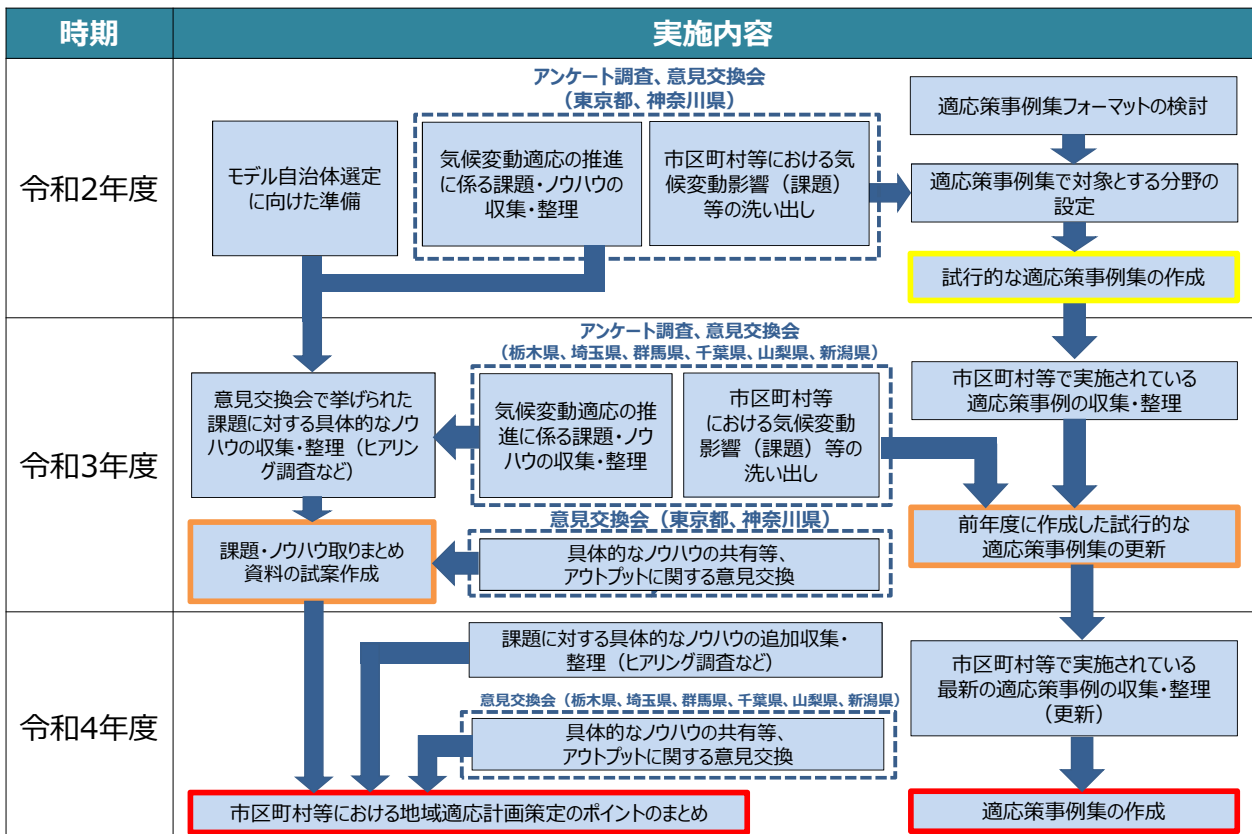 時期
実施内容
令和2年度
アンケート調査、意見交換会
（東京都、神奈川県）
モデル自治体選定
に向けた準備
気候変動適応の推進
に係る課題・ノウハウの
収集・整理
市区町村等における気
候変動影響（課題）
等の洗い出し
適応策事例集フォーマットの検討
適応策事例集で対象とする分野の
設定
試行的な適応策事例集の作成
令和3年度
アンケート調査、意見交換会
（栃木県、埼玉県、群馬県、千葉県、山梨県、新潟県）
意見交換会で挙げられた
課題に対する具体的なノウ
ハウの収集・整理（ヒアリン
グ調査など）
気候変動適応の推
進に係る課題・ノウ
ハウの収集・整理
市区町村等
における気候変動
影響（課題）等の
洗い出し
市区町村等で実施されている
適応策事例の収集・整理
意見交換会（東京都、神奈川県）
課題・ノウハウ取りまとめ
資料の試案作成
具体的なノウハウの共有等、
アウトプットに関する意見交換
前年度に作成した試行的な
適応策事例集の更新
令和4年度
課題に対する具体的なノウハウの追加収集・
整理（ヒアリング調査など）
意見交換会（栃木県、埼玉県、群馬県、千葉県、山梨県、新潟県）
具体的なノウハウの共有等、
アウトプットに関する意見交換
市区町村等で実施されている
最新の適応策事例の収集・整理
（更新）
市区町村等における地域適応計画策定のポイントのまとめ
適応策事例集の作成